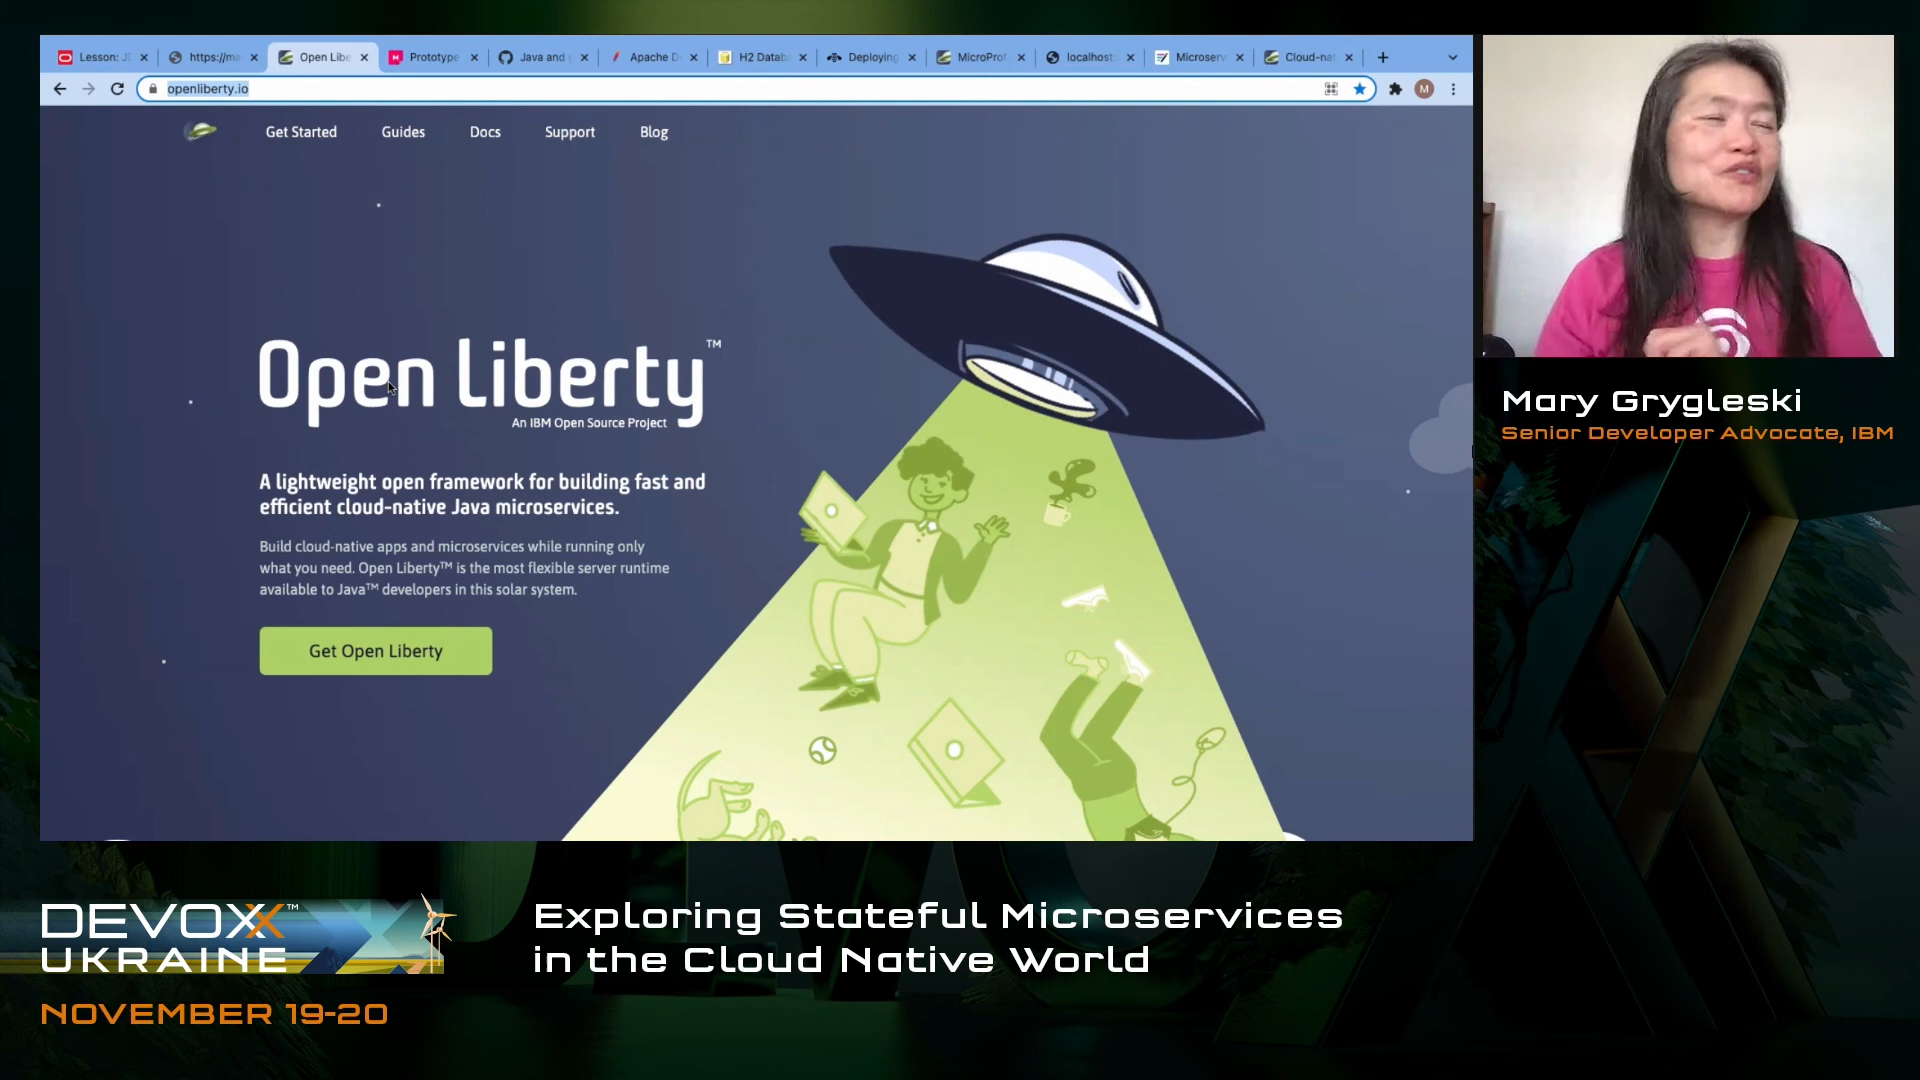 Lesson: J
https://ma
Open Libe
Prototype
Java and
Apache D
H2 Datab
Deploying
MicroProf
localhost:
Microserv
Cloud-nat
openliberty.io
M
Get Started
Guides
Docs
Support
Blog
Open Liberty™
An IBM Open Source Project
A lightweight open framework for building fast and
efficient cloud-native Java microservices.
Build cloud-native apps and microservices while running only
what you need. Open Liberty™ is the most flexible server runtime
available to Java™ developers in this solar system.
Get Open Liberty
Mary Grygleski
Senior Developer Advocate, IBM
DEVOXX™
UKRAINE
NOVEMBER 19-20
Exploring Stateful Microservices
in the Cloud Native World